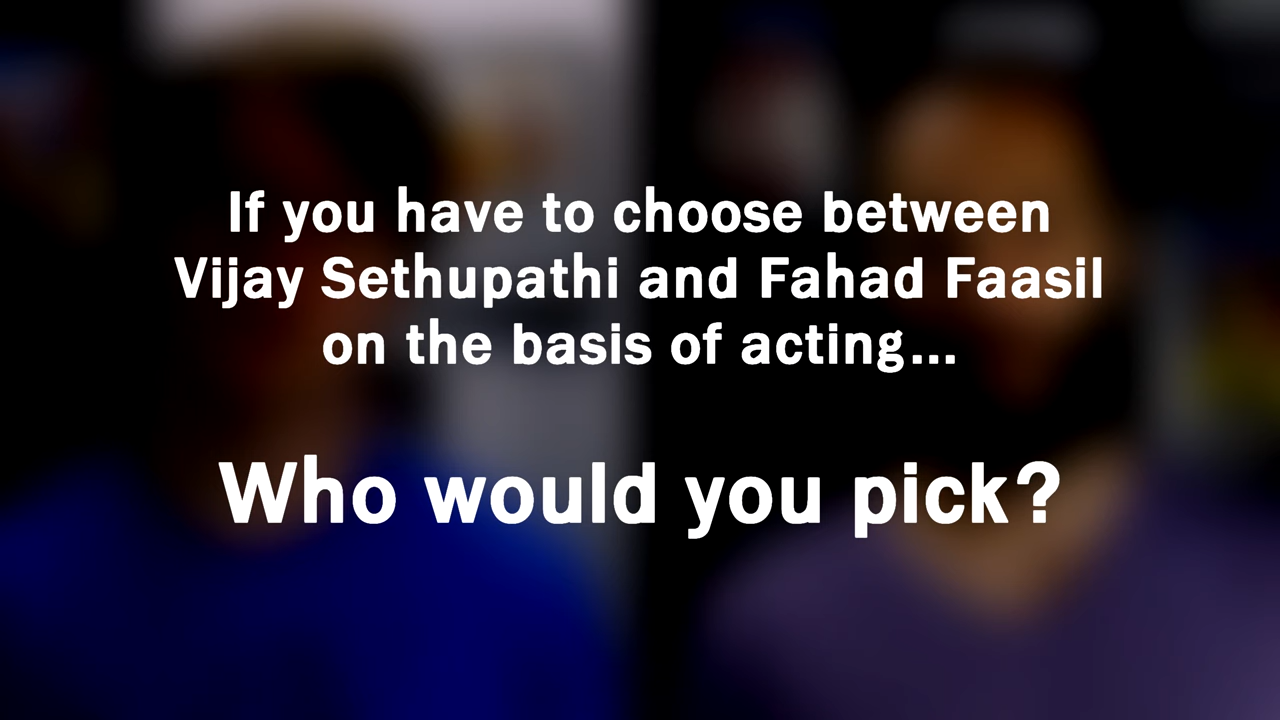 If you have to choose between
Vijay Sethupathi and Fahad Faasil
on the basis of acting...
Who would you pick?